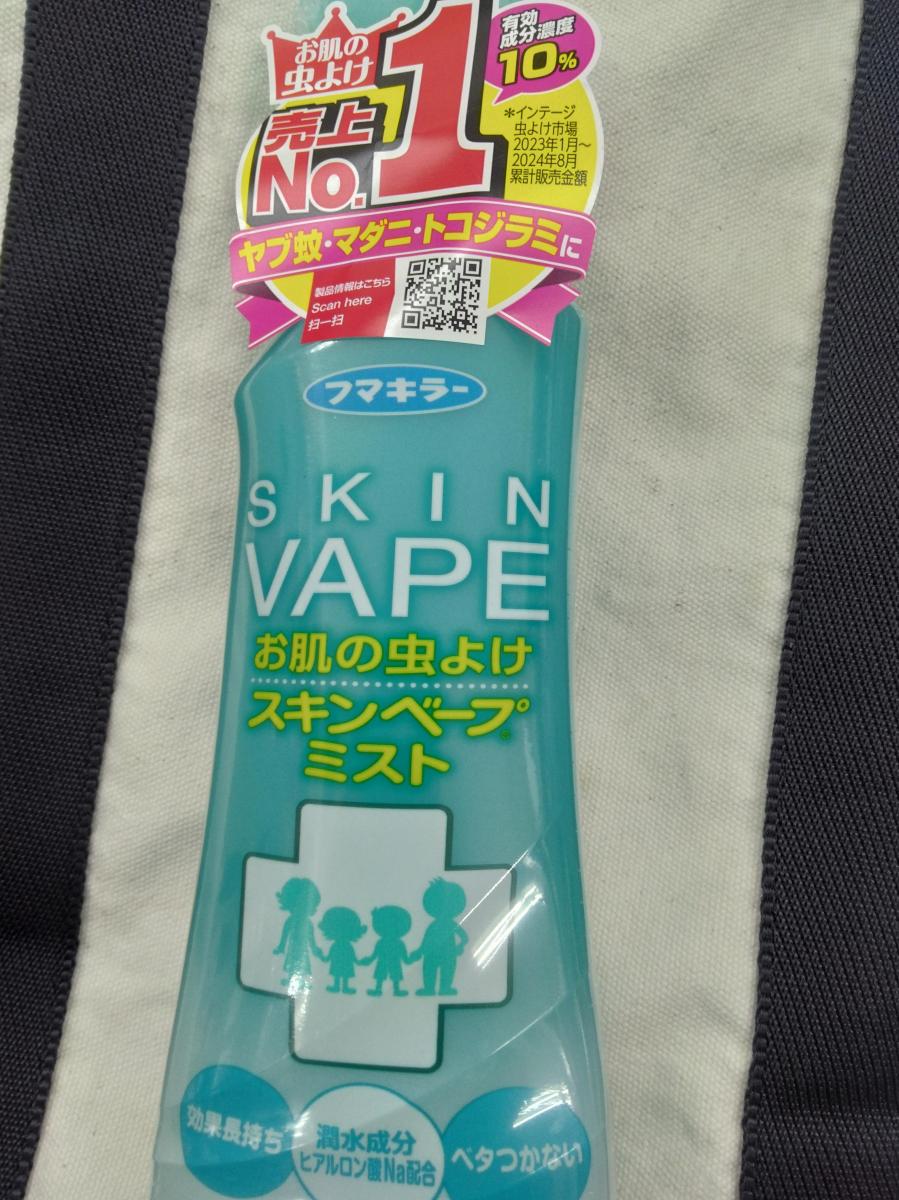 お肌の
虫よけ
売上
No.1
有効
成分濃度
10%
*インテージ
虫よけ市場
2023年1月〜
2024年8月
累計販売金額
ヤブ蚊・マダニ・トコジラミに
製品情報はこちら
Scan here
扫一扫
フマキラー
SKIN
VAPE
お肌の虫よけ
スキンベープ®
ミスト
効果長持ち
潤水成分
ヒアルロン酸Na配合
ベタつかない